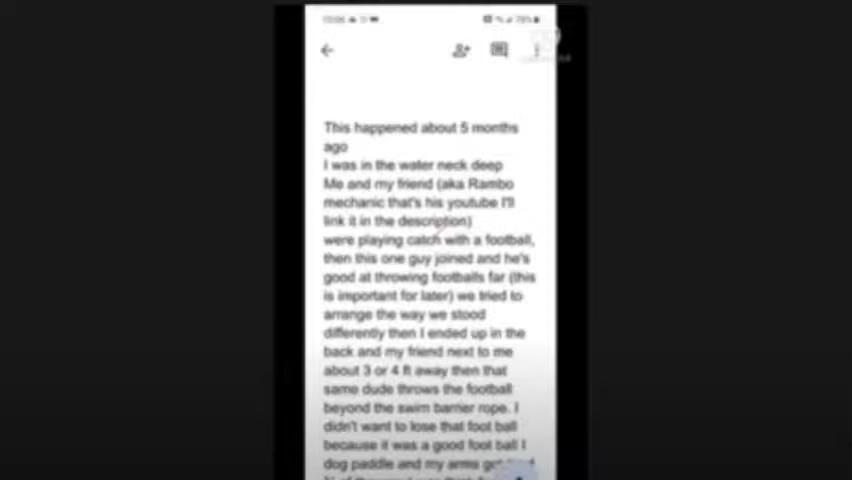 This happened about 5 months
ago
I was in the water neck deep
Me and my friend (aka Rambo
mechanic that's his youtube I'll
link it in the description)
were playing catch with a football,
then this one guy joined and he's
good at throwing footballs far (this
is important for later) we tried to
arrange the way we stood
differently then I ended up in the
back and my friend next to me
about 3 or 4 ft away then that
same dude throws the football
beyond the swim barrier rope. I
didn't want to lose that foot ball
because it was a good foot ball I
dog paddle and my arms